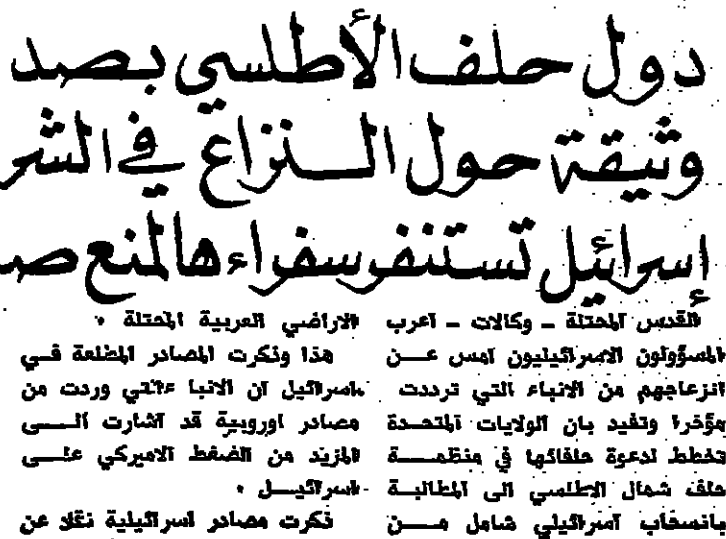 دول حلف الأطلسي بصد
وثيقة حول النزاع في الشر
إسرائيل تستنفر سفراءها لمنع صد
القدس المحتلة ـ وكالات ـ أعرب
المسؤولون الاسرائيليون امس عن
انزعاجهم من الانباء التي ترددت
مؤخرا وتفيد بان الولايات المتحدة
تخطط لدعوة حلفائها في منظمة
حلف شمال الاطلسي الى المطالبة
بانسحاب اسرائيلي شامل من
الاراضي العربية المحتلة .
هذا وذكرت المصادر المطلعة في
اسرائيل ان الانباء التي وردت من
مصادر اوروبية قد اشارت الى
المزيد من الضغط الاميركي على
اسرائيل .
ذكرت مصادر اسرائيلية نقلا عن